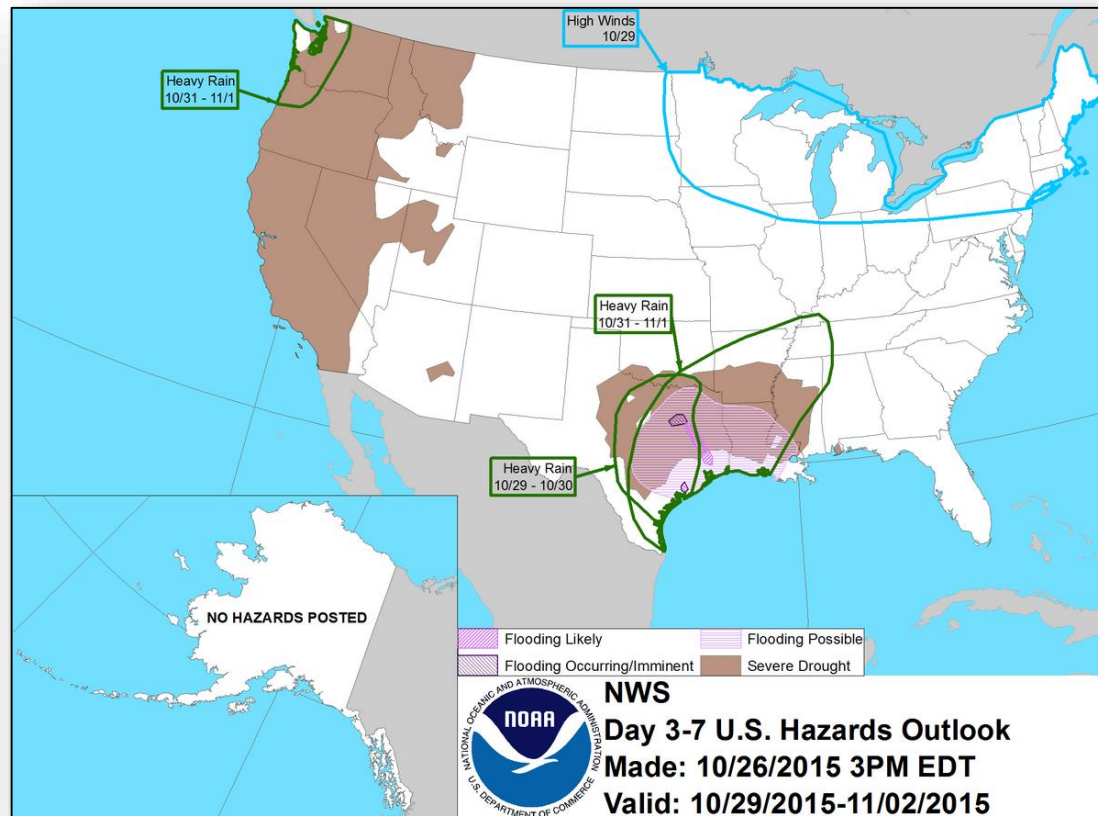 High Winds
10/29
Heavy Rain
10/31 - 11/1
Heavy Rain
10/31 - 11/1
Heavy Rain
10/29 - 10/30
NO HAZARDS POSTED
Flooding Likely
Flooding Possible
Flooding Occurring/Imminent
Severe Drought
NATIONAL OCEANIC AND ATMOSPHERIC ADMINISTRATION
NOAA
U.S. DEPARTMENT OF COMMERCE
NWS
Day 3-7 U.S. Hazards Outlook
Made: 10/26/2015 3PM EDT
Valid: 10/29/2015-11/02/2015